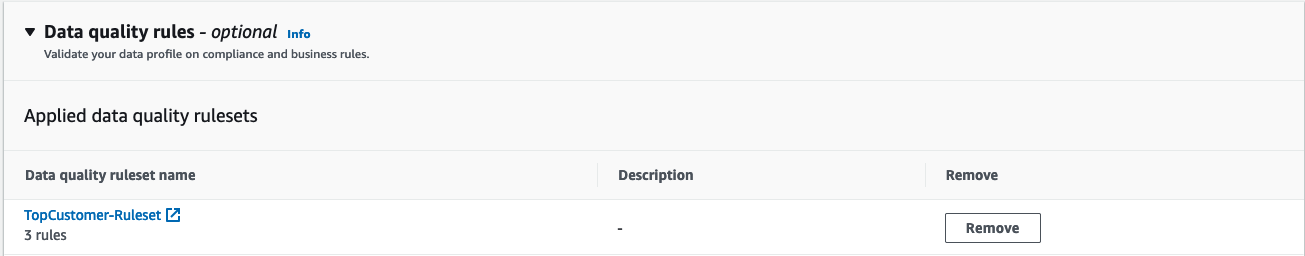 Data quality rules - optional Info
Validate your data profile on compliance and business rules.
Applied data quality rulesets
Data quality ruleset name Description Remove
TopCustomer-Ruleset
3 rules
- Remove